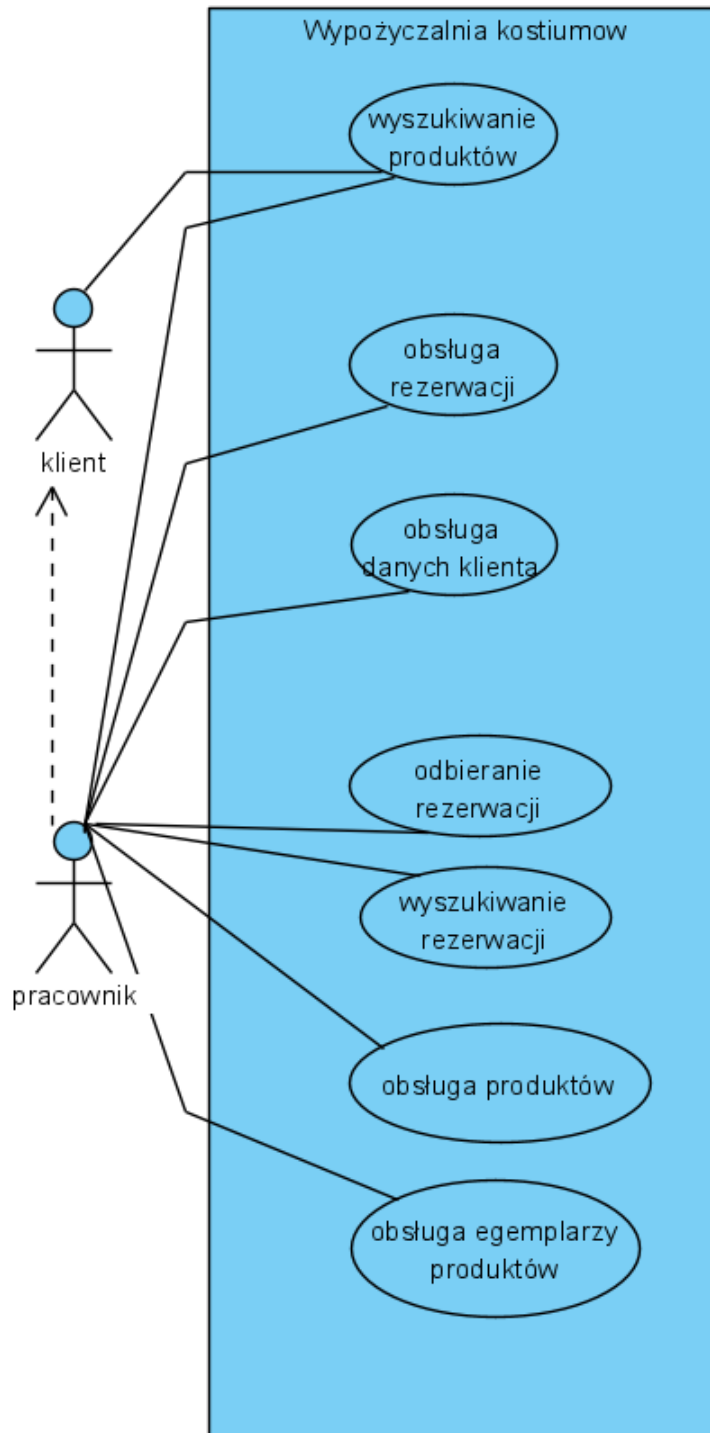 Wypożyczalnia kostiumow
wyszukiwanie
produktów
obsługa
rezerwacji
klient
obsługa
danych klienta
odbieranie
rezerwacji
wyszukiwanie
rezerwacji
pracownik
obsługa produktów
obsługa egemplarzy
produktów